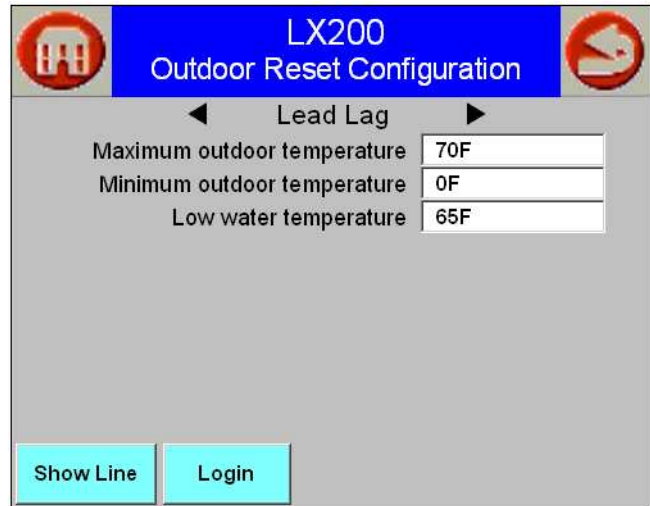 LX200
Outdoor Reset Configuration
Lead Lag
Maximum outdoor temperature 70F
Minimum outdoor temperature 0F
Low water temperature 65F
Show Line Login